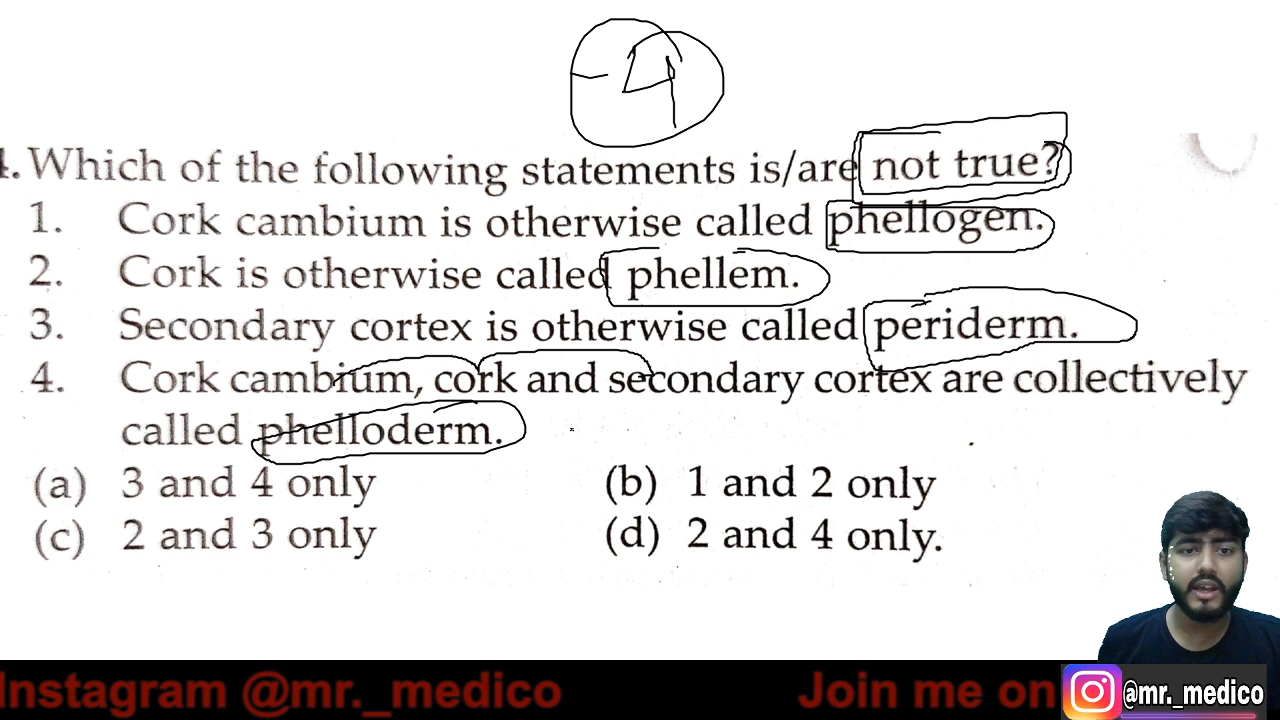 4
4. Which of the following statements is/are not true?
1. Cork cambium is otherwise called phellogen.
2. Cork is otherwise called phellem.
3. Secondary cortex is otherwise called periderm.
4. Cork cambium, cork and secondary cortex are collectively
called phelloderm.
(a) 3 and 4 only (b) 1 and 2 only
(c) 2 and 3 only (d) 2 and 4 only.
Instagram @mr._medico Join me on @mr._medico